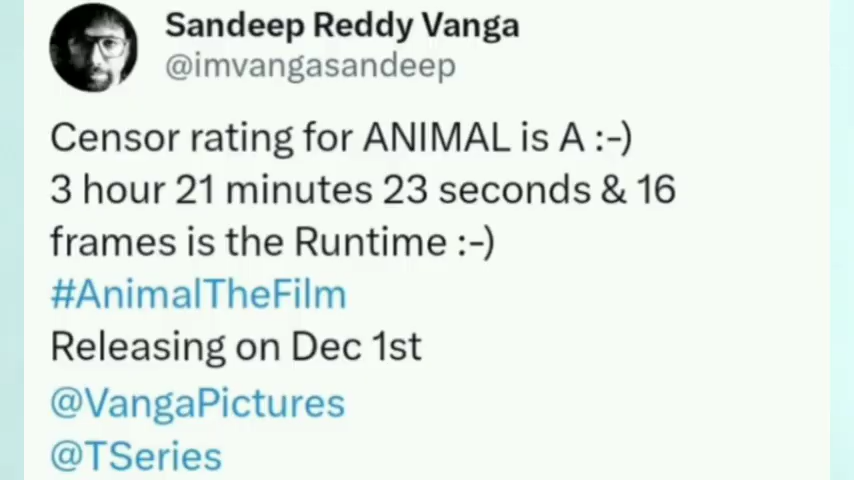 Sandeep Reddy Vanga
@imvangasandeep
Censor rating for ANIMAL is A :-)
3 hour 21 minutes 23 seconds & 16
frames is the Runtime :-)
#AnimalTheFilm
Releasing on Dec 1st
@VangaPictures
@TSeries